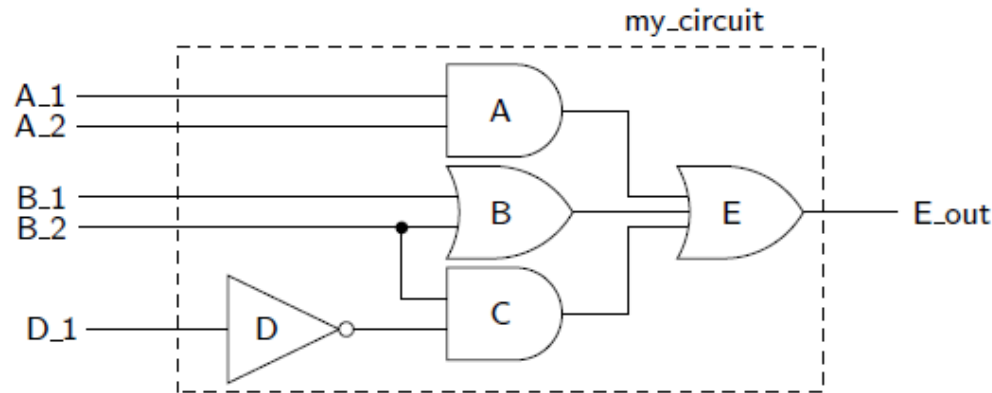 my_circuit
A_1
A_2
A
B_1
B_2
B
E
E_out
C
D_1
D